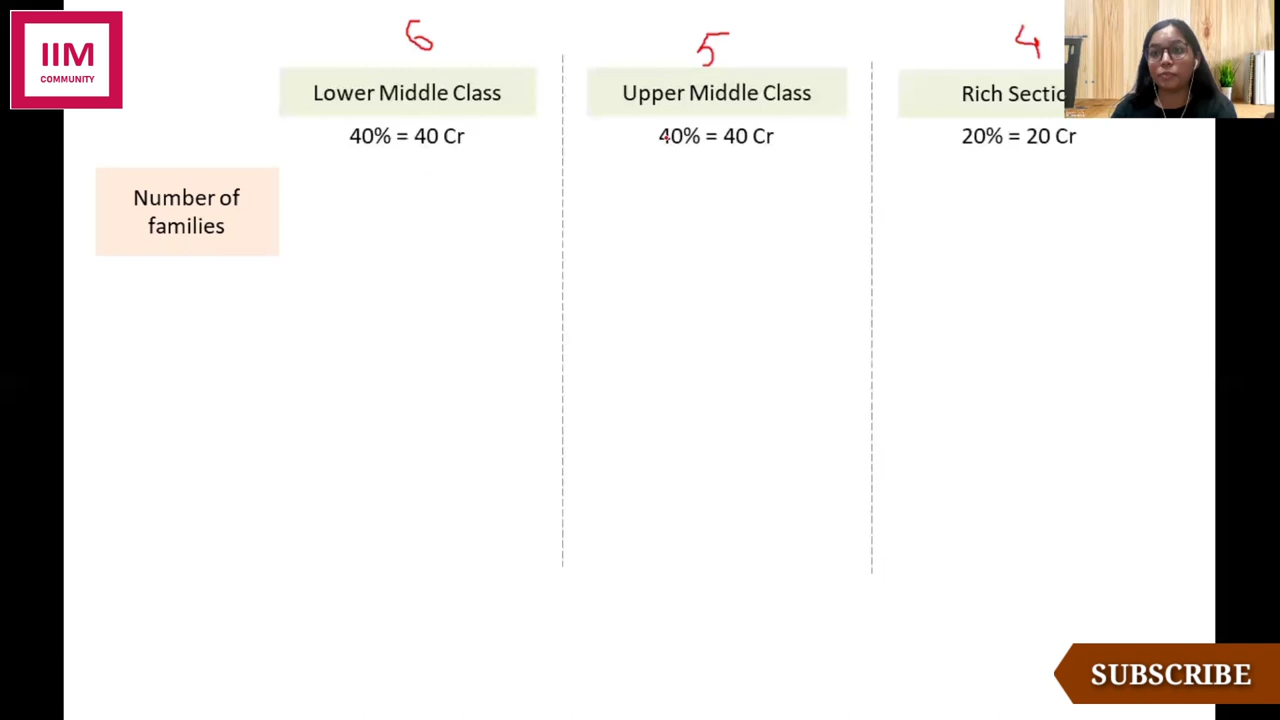 IIM
COMMUNITY
6
5
4
Lower Middle Class
Upper Middle Class
Rich Sectio
40% = 40 Cr
40% = 40 Cr
20% = 20 Cr
Number of
families
SUBSCRIBE